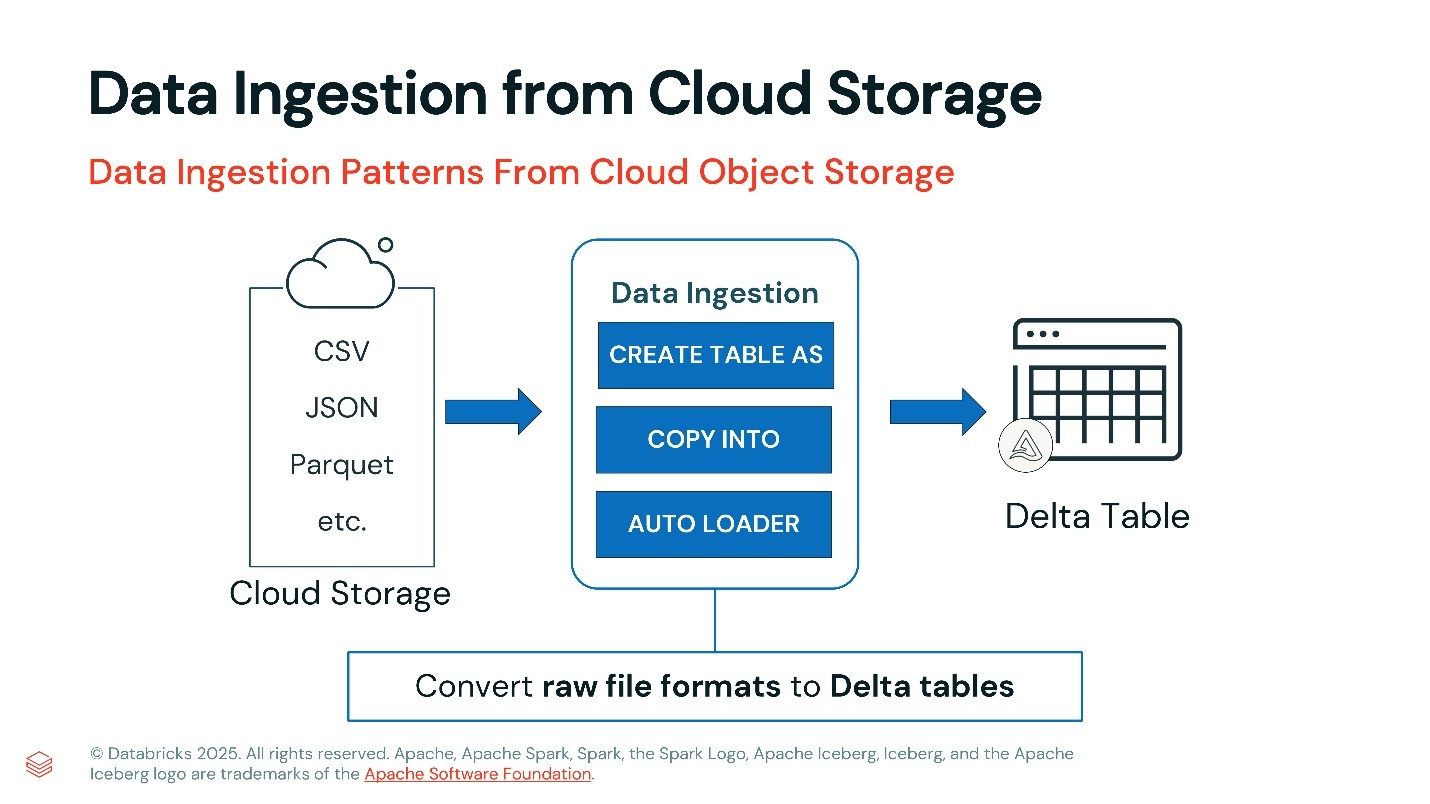 Data Ingestion from Cloud Storage
Data Ingestion Patterns From Cloud Object Storage
CSV
JSON
Parquet
etc.
Cloud Storage
Data Ingestion
CREATE TABLE AS
COPY INTO
AUTO LOADER
Delta Table
Convert raw file formats to Delta tables
© Databricks 2025. All rights reserved. Apache, Apache Spark, Spark, the Spark Logo, Apache Iceberg, Iceberg, and the Apache
Iceberg logo are trademarks of the Apache Software Foundation.